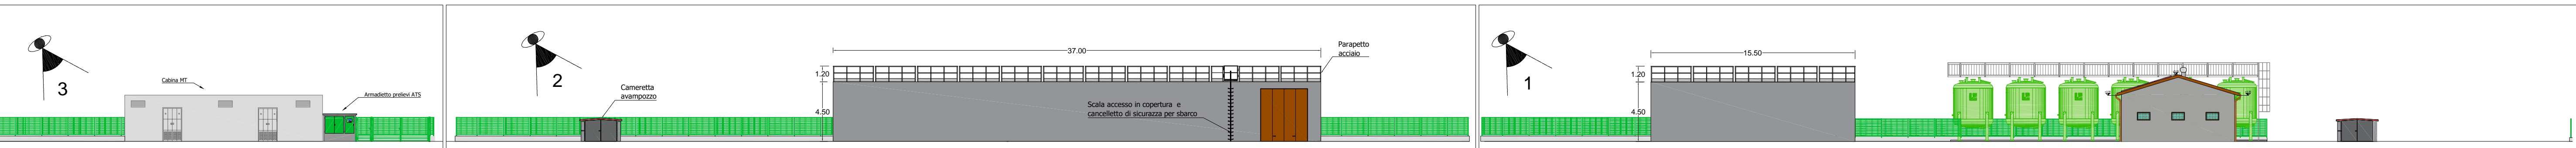 3
Cabina MT
Armadietto prelievi ATS
2
Cameretta
avampozzo
37.00
1.20
4.50
Parapetto
acciaio
Scala accesso in copertura e
cancelletto di sicurazza per sbarco
1
15.50
1.20
4.50